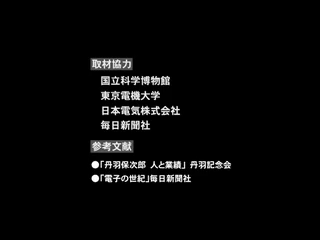 取材協力
国立科学博物館
東京電機大学
日本電気株式会社
毎日新聞社
参考文献
●「丹羽保次郎 人と業績」 丹羽記念会
●「電子の世紀」毎日新聞社